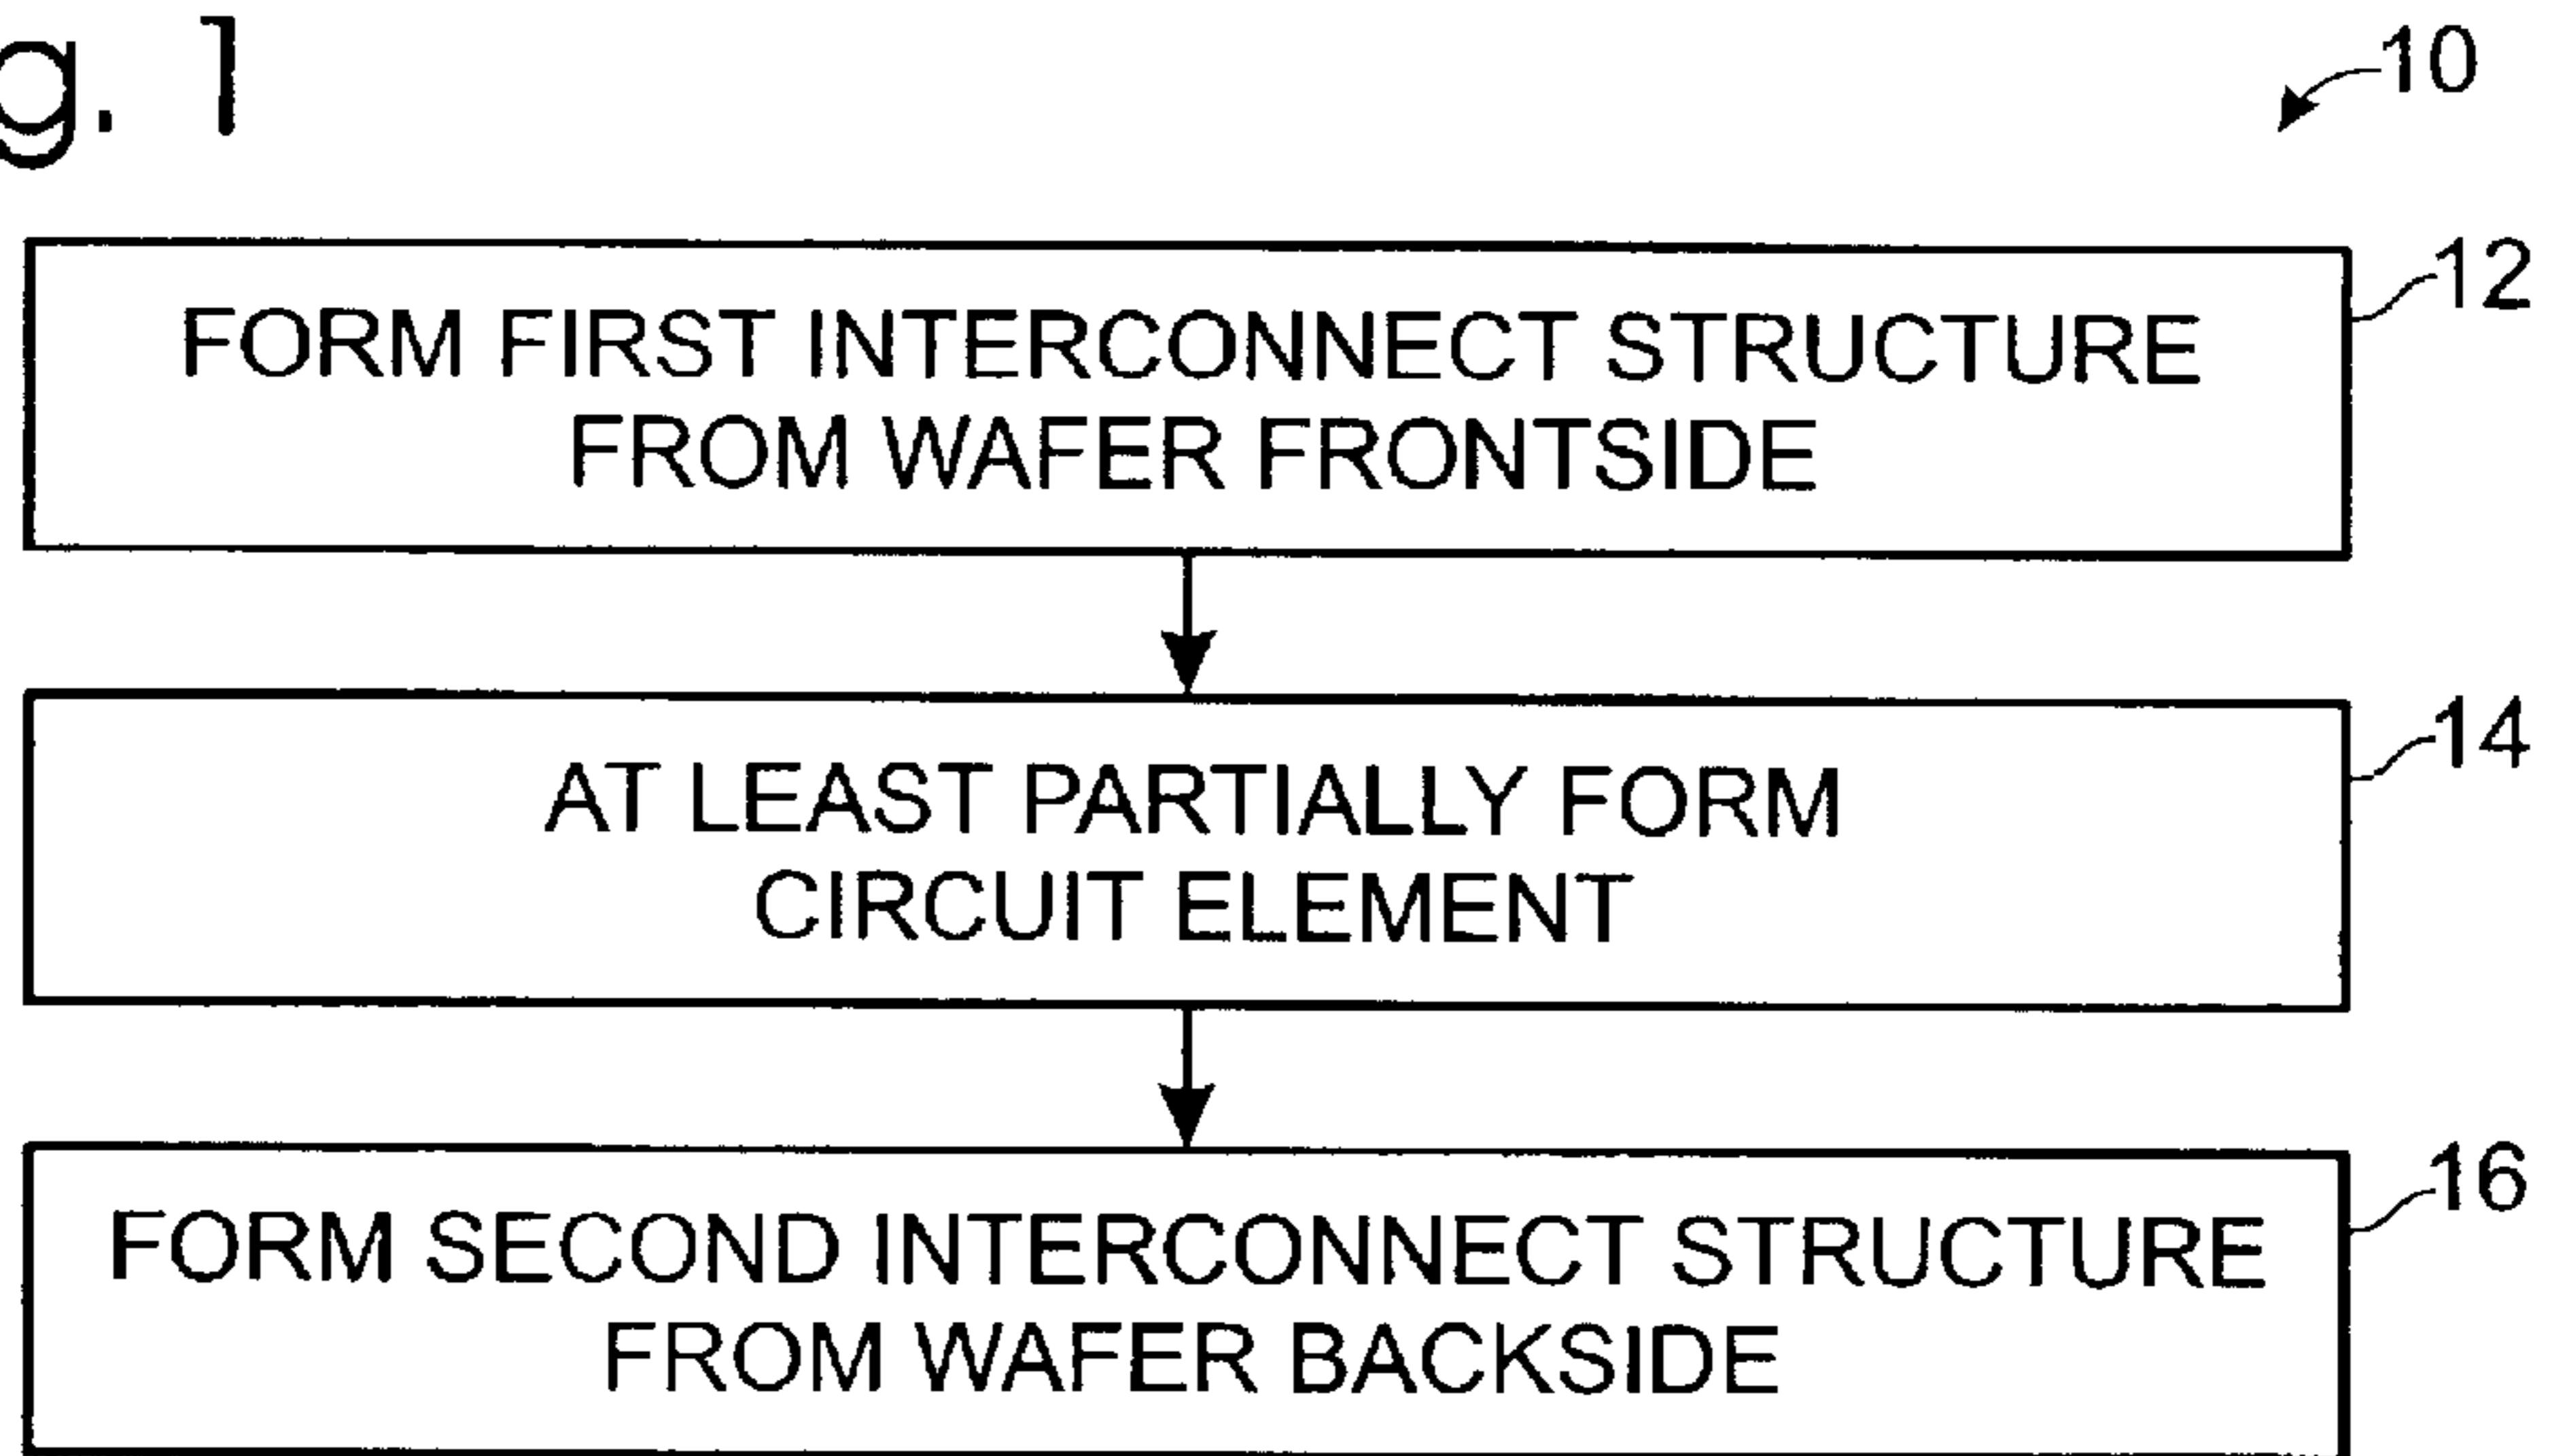 g. 1
10
12
FORM FIRST INTERCONNECT STRUCTURE
FROM WAFER FRONTSIDE
14
AT LEAST PARTIALLY FORM
CIRCUIT ELEMENT
16
FORM SECOND INTERCONNECT STRUCTURE
FROM WAFER BACKSIDE